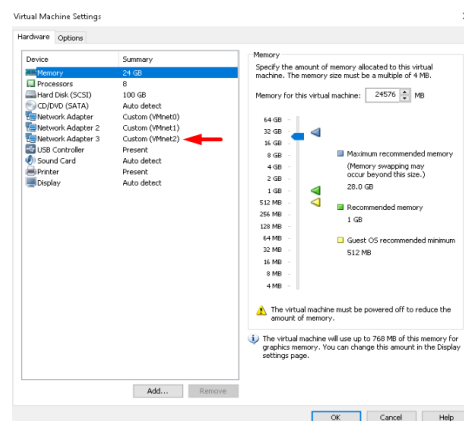 Virtual Machine Settings
Hardware Options
Device Summary
Memory 24 GB
Processors 8
Hard Disk (SCSI) 100 GB
CD/DVD (SATA) Auto detect
Network Adapter Custom (VMnet0)
Network Adapter 2 Custom (VMnet1)
Network Adapter 3 Custom (VMnet2)
USB Controller Present
Sound Card Auto detect
Printer Present
Display Auto detect
Add... Remove
Memory
Specify the amount of memory allocated to this virtual
machine. The memory size must be a multiple of 4 MB.
Memory for this virtual machine: 24576 MB
64 GB
32 GB
16 GB
8 GB
4 GB
2 GB
1 GB
512 MB
256 MB
128 MB
64 MB
32 MB
16 MB
8 MB
4 MB
Maximum recommended memory
(Memory swapping may
occur beyond this size.)
28.0 GB
Recommended memory
1 GB
Guest OS recommended minimum
512 MB
The virtual machine must be powered off to reduce the
amount of memory.
The virtual machine will use up to 768 MB of this memory for
graphics memory. You can change this amount in the Display
settings page.
OK Cancel Help